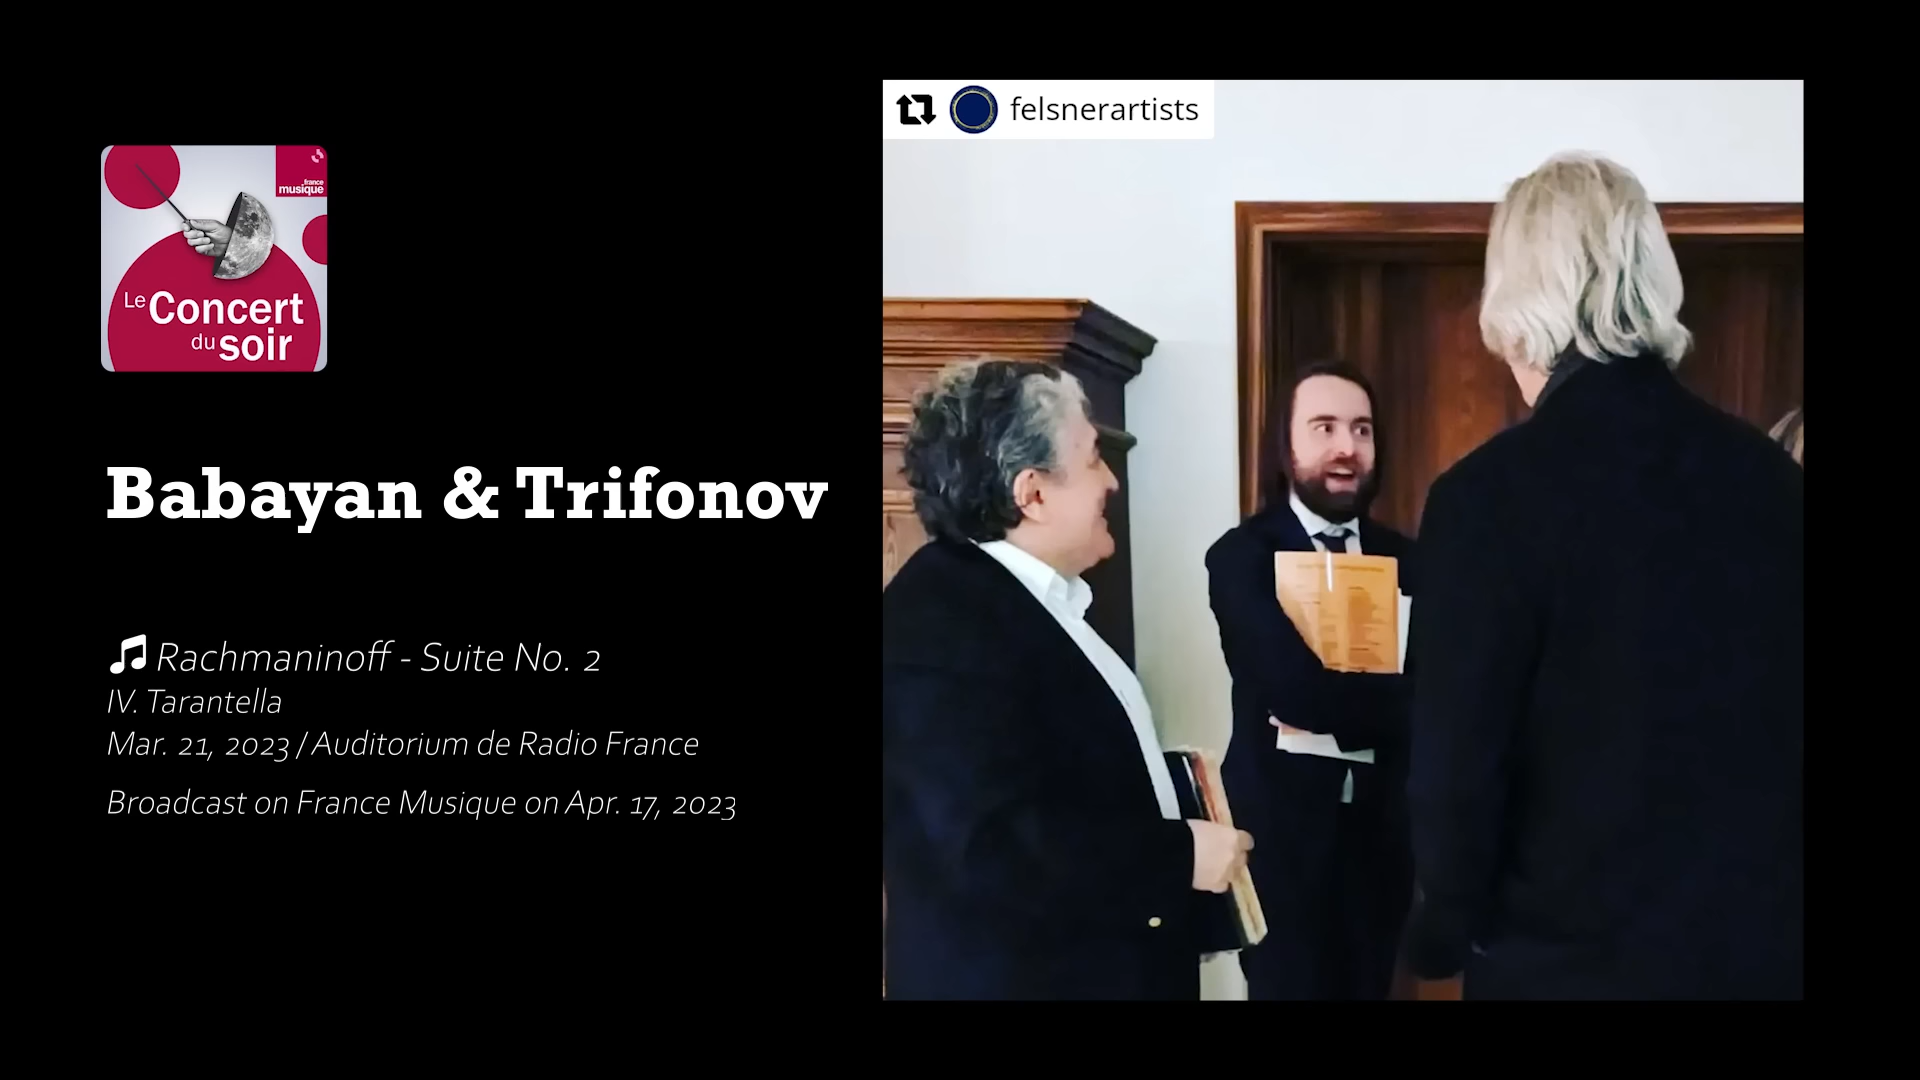 felsnerartists
france
musique
Le Concert
du soir
Babayan & Trifonov
Rachmaninoff - Suite No. 2
IV. Tarantella
Mar. 21, 2023 / Auditorium de Radio France
Broadcast on France Musique on Apr. 17, 2023